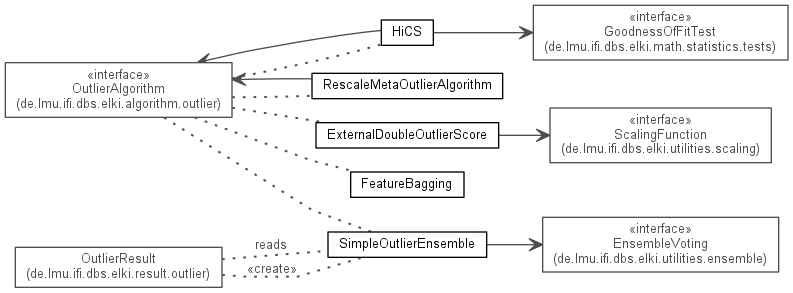 HiCS
«interface»
GoodnessOfFitTest
(de.lmu.ifi.dbs.elki.math.statistics.tests)
«interface»
OutlierAlgorithm
(de.lmu.ifi.dbs.elki.algorithm.outlier)
RescaleMetaOutlierAlgorithm
ExternalDoubleOutlierScore
«interface»
ScalingFunction
(de.lmu.ifi.dbs.elki.utilities.scaling)
FeatureBagging
SimpleOutlierEnsemble
«interface»
EnsembleVoting
(de.lmu.ifi.dbs.elki.utilities.ensemble)
OutlierResult
(de.lmu.ifi.dbs.elki.result.outlier)
reads
«create»